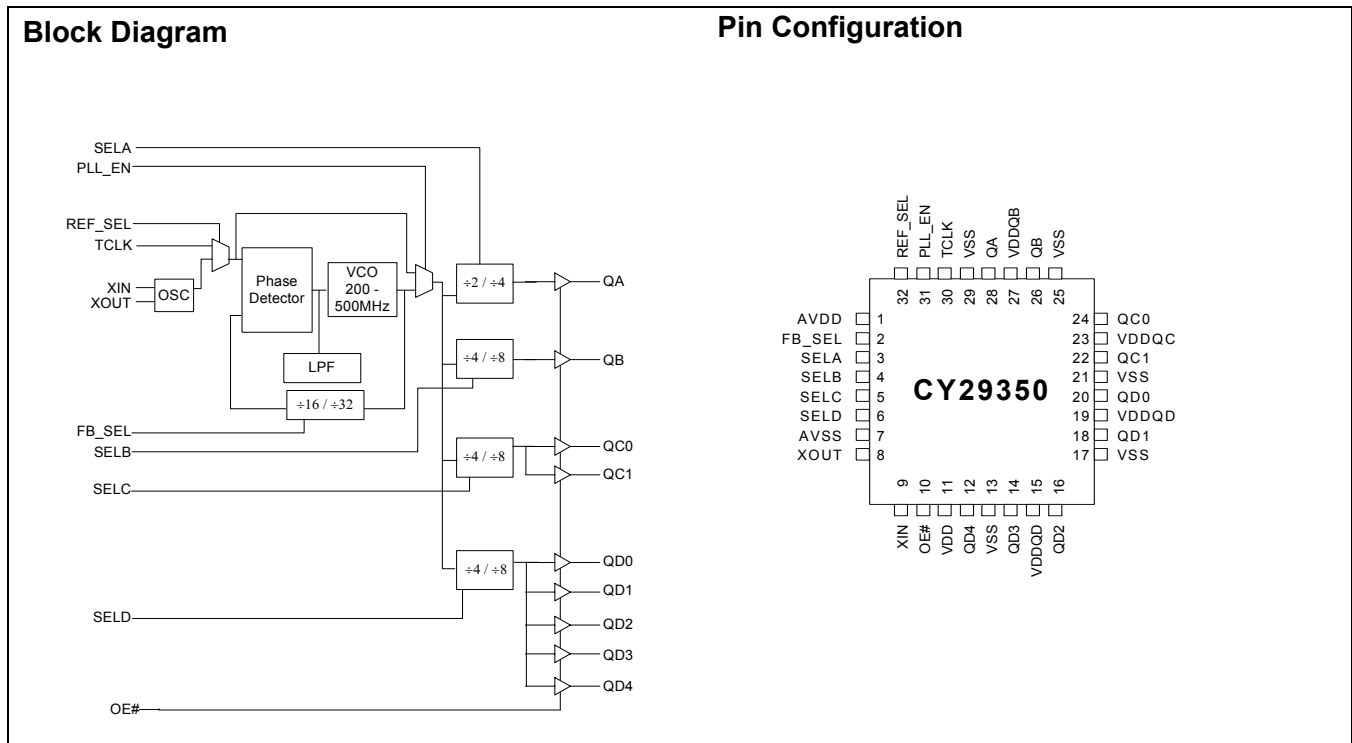 Block Diagram
SELA
PLL_EN
REF_SEL
TCLK
XIN
XOUT
OSC
Phase
Detector
VCO
200 -
500MHz
LPF
÷16 / ÷32
FB_SEL
SELB
SELC
SELD
OE#
÷2 / ÷4
÷4 / ÷8
÷4 / ÷8
÷4 / ÷8
QA
QB
QC0
QC1
QD0
QD1
QD2
QD3
QD4
Pin Configuration
REF_SEL
PLL_EN
TCLK
VSS
QA
VDDQB
QB
VSS
32
31
30
29
28
27
26
25
AVDD 1
FB_SEL 2
SELA 3
SELB 4
SELC 5
SELD 6
AVSS 7
XOUT 8
CY29350
24 QC0
23 VDDQC
22 QC1
21 VSS
20 QD0
19 VDDQD
18 QD1
17 VSS
9
10
11
12
13
14
15
16
XIN
OE#
VDD
QD4
VSS
QD3
VDDQD
QD2